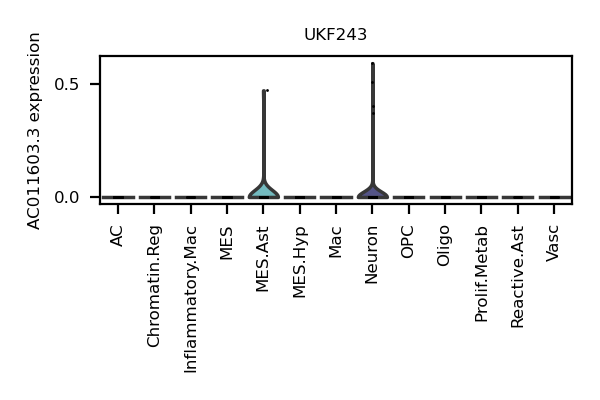 UKF243
AC011603.3 expression
0.5
0.0
AC
Chromatin.Reg
Inflammatory.Mac
MES
MES.Ast
MES.Hyp
Mac
Neuron
OPC
Oligo
Prolif.Metab
Reactive.Ast
Vasc